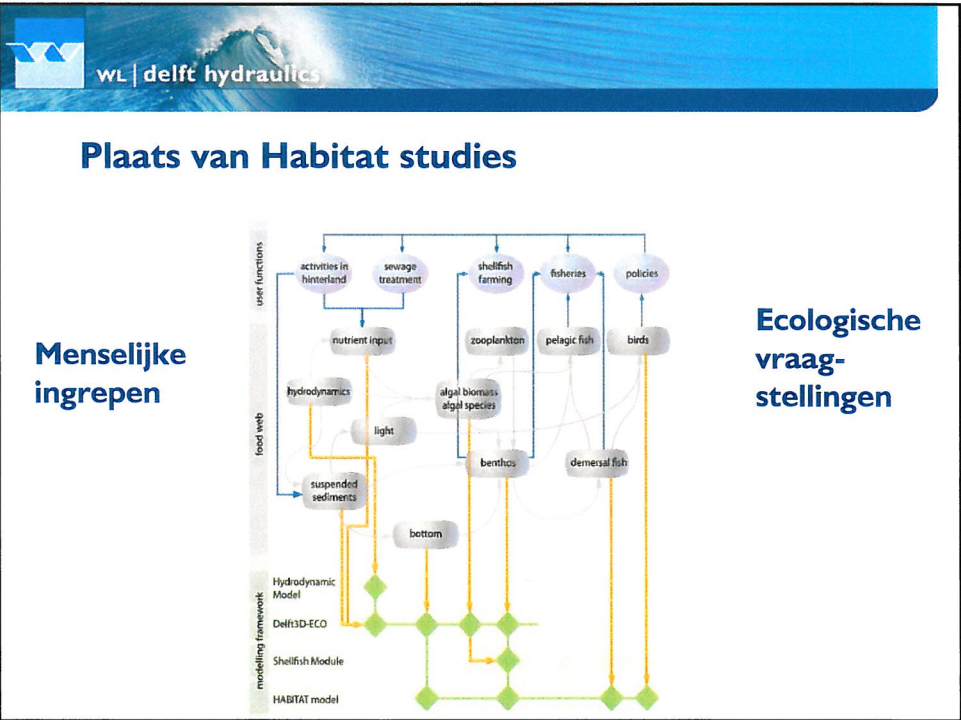 WL | delft hydraulics
Plaats van Habitat studies
Menselijke
ingrepen
Ecologische
vraag-
stellingen
user functions
activities in
hinterland
sewage
treatment
shellfish
farming
fisheries
policies
food web
nutrient input
zooplankton
pelagic fish
birds
hydrodynamics
algal biomass
algal species
light
benthos
demersal fish
suspended
sediments
bottom
modelling framework
Hydrodynamic
Model
Delft3D-ECO
Shellfish Module
HABITAT model